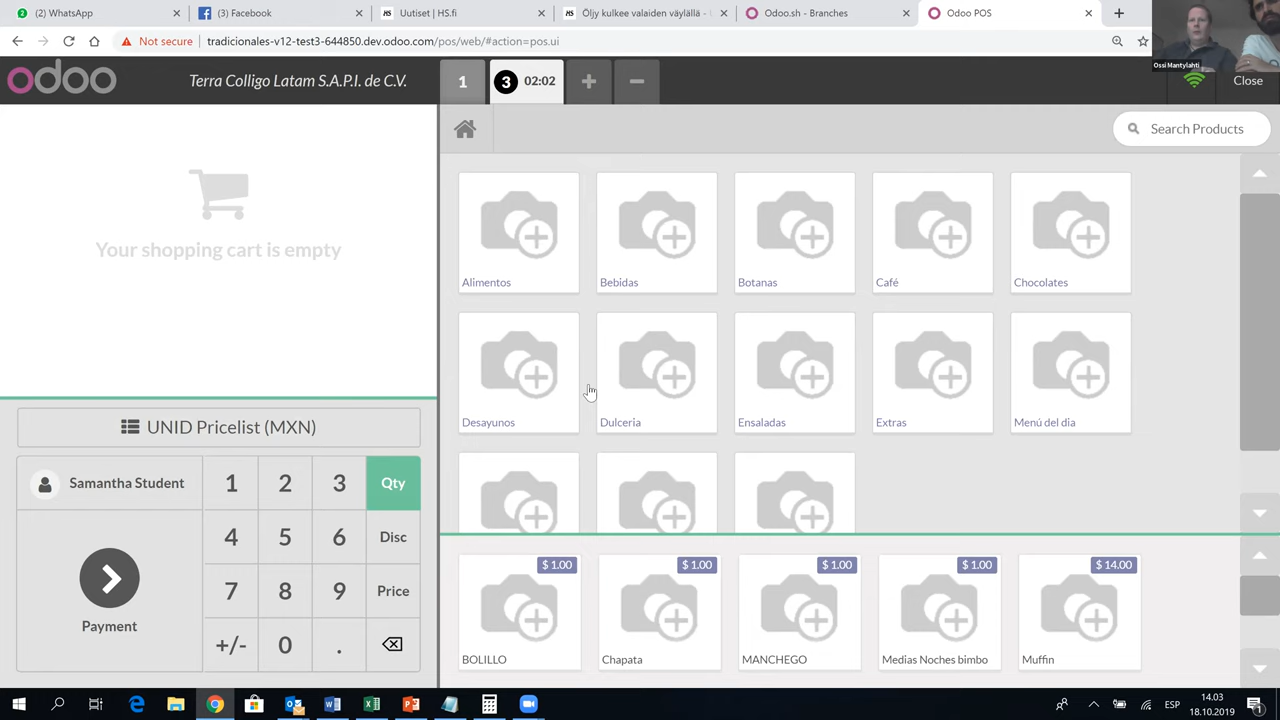 (2) WhatsApp
(3) Facebook
HS
Uutiset | HS.fi
HS
Öljy kulkee valaiden väylällä -
Odoo.sh - Branches
Odoo POS
Not secure
tradicionales-v12-test3-644850.dev.odoo.com/pos/web/#action=pos.ui
Ossi Mantylahti
odoo
Terra Colligo Latam S.A.P.I. de C.V.
1
3 02:02
Close
Search Products
Your shopping cart is empty
Alimentos
Bebidas
Botanas
Café
Chocolates
Desayunos
Dulceria
Ensaladas
Extras
Menú del dia
UNID Pricelist (MXN)
Samantha Student
1 2 3 Qty
4 5 6 Disc
7 8 9 Price
+/- 0 .
Payment
$ 1.00
$ 1.00
$ 1.00
$ 1.00
$ 14.00
BOLILLO
Chapata
MANCHEGO
Medias Noches bimbo
Muffin
ESP
14.03
18.10.2019
1